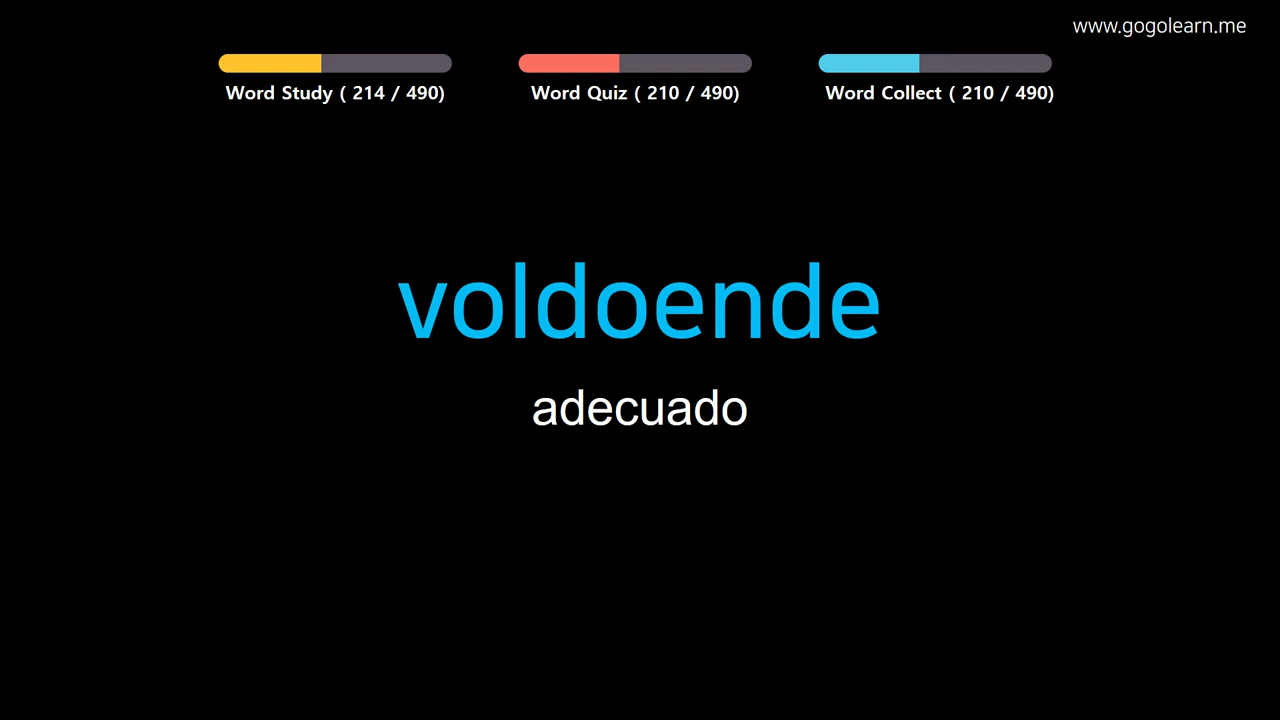 www.gogolearn.me
Word Study ( 214 / 490)
Word Quiz ( 210 / 490)
Word Collect ( 210 / 490)
voldoende
adecuado